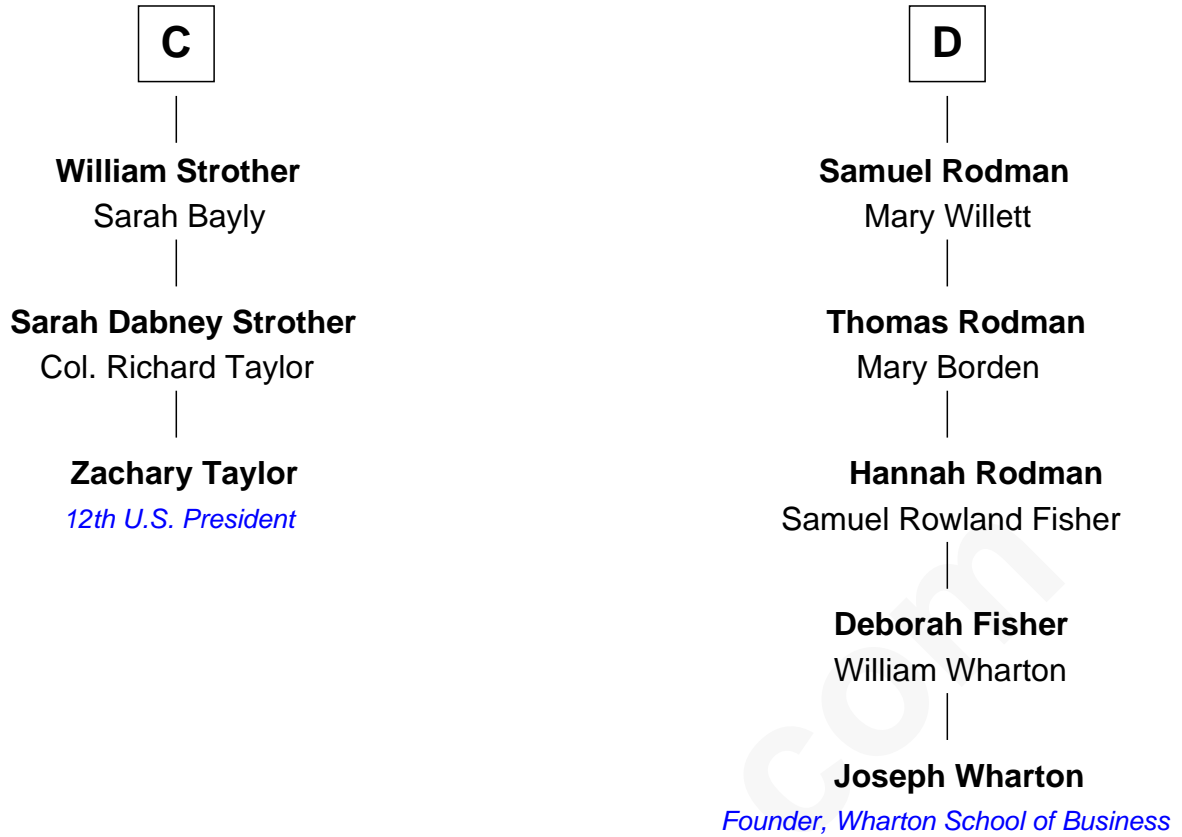 C
William Strother
Sarah Bayly
Sarah Dabney Strother
Col. Richard Taylor
Zachary Taylor
12th U.S. President
D
Samuel Rodman
Mary Willett
Thomas Rodman
Mary Borden
Hannah Rodman
Samuel Rowland Fisher
Deborah Fisher
William Wharton
Joseph Wharton
Founder, Wharton School of Business
com